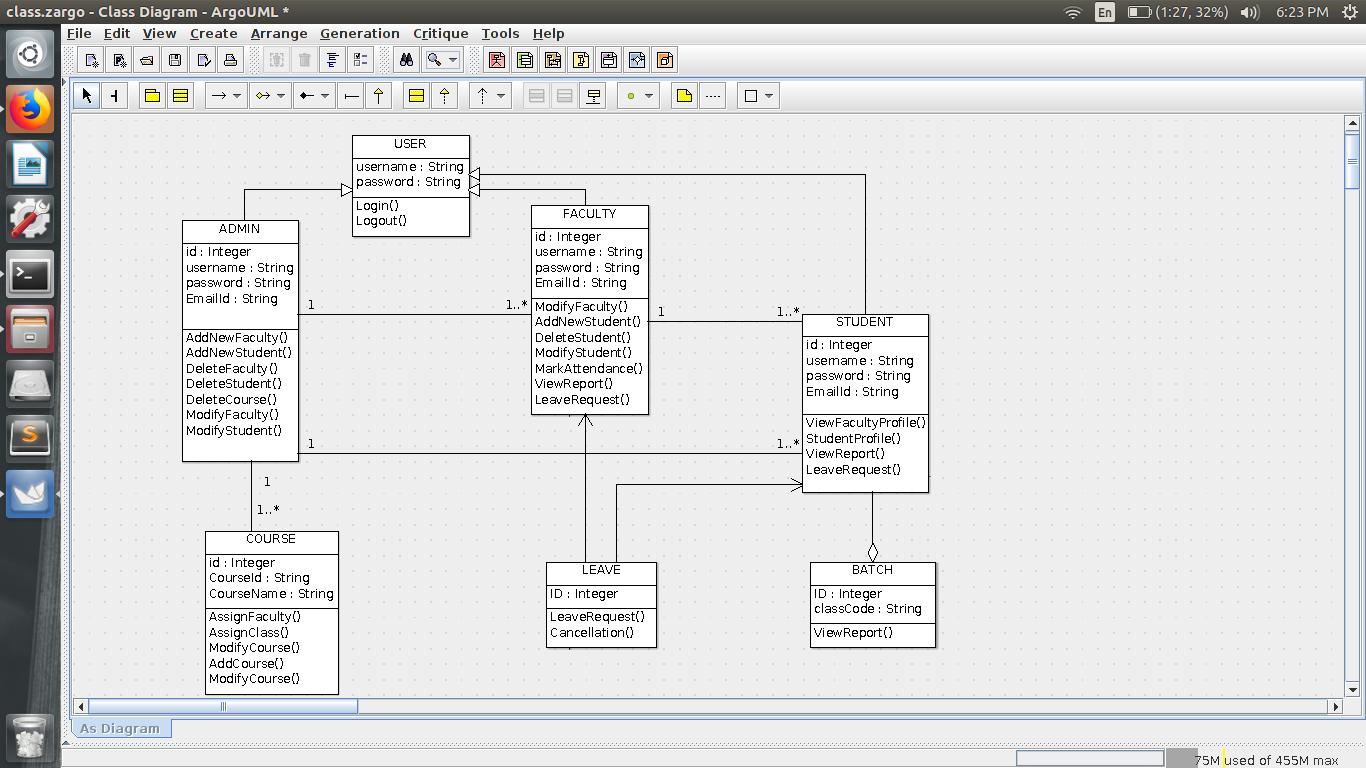 class.zargo - Class Diagram - ArgoUML *
En
(1:27, 32%)
6:23 PM
File Edit View Create Arrange Generation Critique Tools Help
USER
username : String
password : String
Login()
Logout()
ADMIN
id : Integer
username : String
password : String
EmailId : String
AddNewFaculty()
AddNewStudent()
DeleteFaculty()
DeleteStudent()
DeleteCourse()
ModifyFaculty()
ModifyStudent()
1
1..*
FACULTY
id : Integer
username : String
password : String
EmailId : String
ModifyFaculty()
AddNewStudent()
DeleteStudent()
ModifyStudent()
MarkAttendance()
ViewReport()
LeaveRequest()
1
1..*
STUDENT
id : Integer
username : String
password : String
EmailId : String
ViewFacultyProfile()
StudentProfile()
ViewReport()
LeaveRequest()
1
1..*
1
1..*
COURSE
id : Integer
CourseId : String
CourseName : String
AssignFaculty()
AssignClass()
ModifyCourse()
AddCourse()
ModifyCourse()
LEAVE
ID : Integer
LeaveRequest()
Cancellation()
BATCH
ID : Integer
classCode : String
ViewReport()
As Diagram
75M used of 455M max